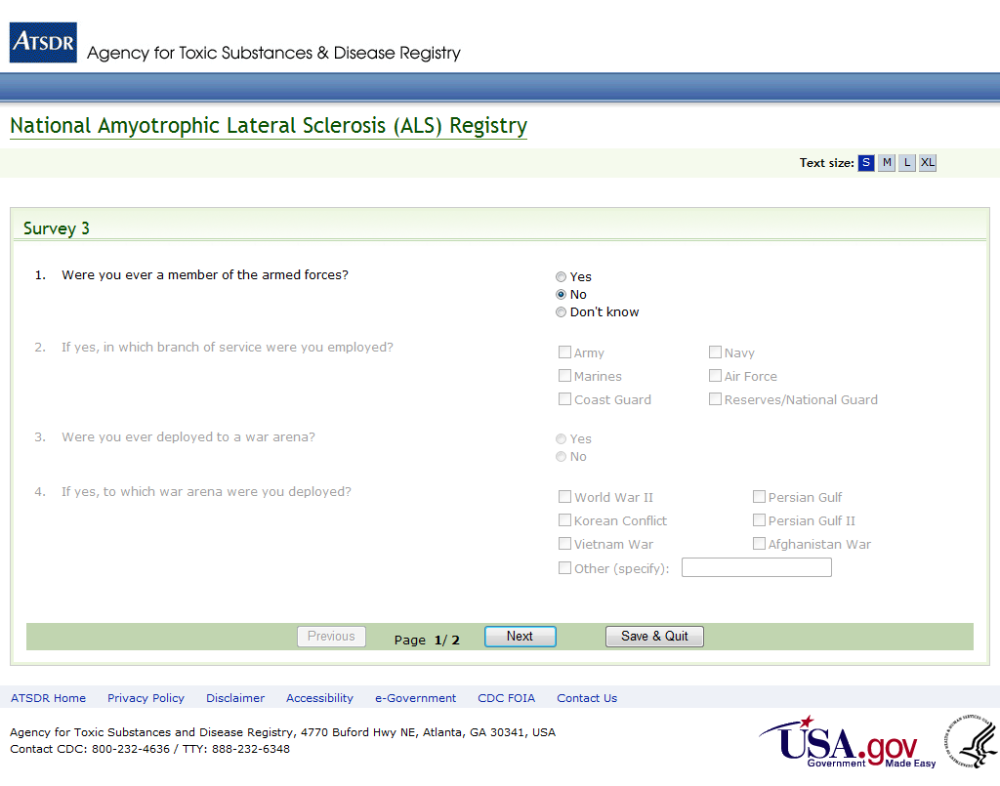 ATSDR
Agency for Toxic Substances & Disease Registry
National Amyotrophic Lateral Sclerosis (ALS) Registry
Text size: S M L XL
Survey 3
1. Were you ever a member of the armed forces?
Yes
No
Don't know
2. If yes, in which branch of service were you employed?
Army Navy
Marines Air Force
Coast Guard Reserves/National Guard
3. Were you ever deployed to a war arena?
Yes
No
4. If yes, to which war arena were you deployed?
World War II Persian Gulf
Korean Conflict Persian Gulf II
Vietnam War Afghanistan War
Other (specify):
Previous Page 1/ 2 Next Save & Quit
ATSDR Home Privacy Policy Disclaimer Accessibility e-Government CDC FOIA Contact Us
Agency for Toxic Substances and Disease Registry, 4770 Buford Hwy NE, Atlanta, GA 30341, USA
Contact CDC: 800-232-4636 / TTY: 888-232-6348
USA.gov
Government Made Easy